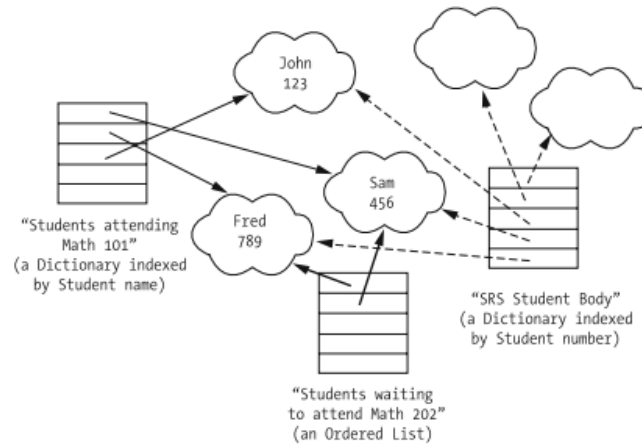 John
123
Sam
456
Fred
789
“Students attending
Math 101”
(a Dictionary indexed
by Student name)
“SRS Student Body”
(a Dictionary indexed
by Student number)
“Students waiting
to attend Math 202”
(an Ordered List)